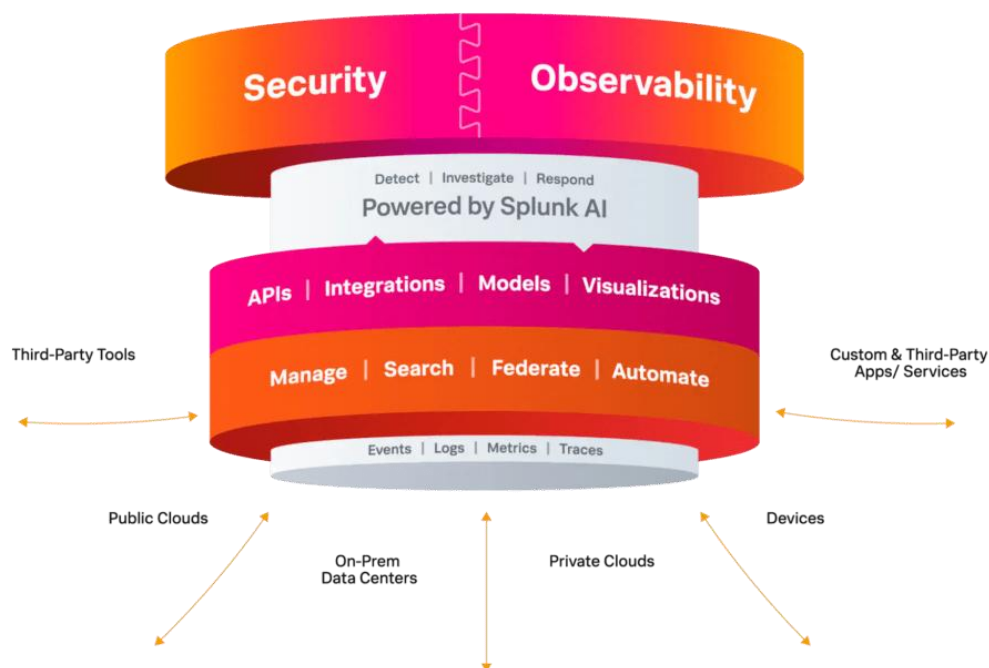 Security
Observability
Detect | Investigate | Respond
Powered by Splunk AI
APIs | Integrations | Models | Visualizations
Third-Party Tools
Custom & Third-Party
Apps/ Services
Manage | Search | Federate | Automate
Events | Logs | Metrics | Traces
Public Clouds
On-Prem
Data Centers
Private Clouds
Devices